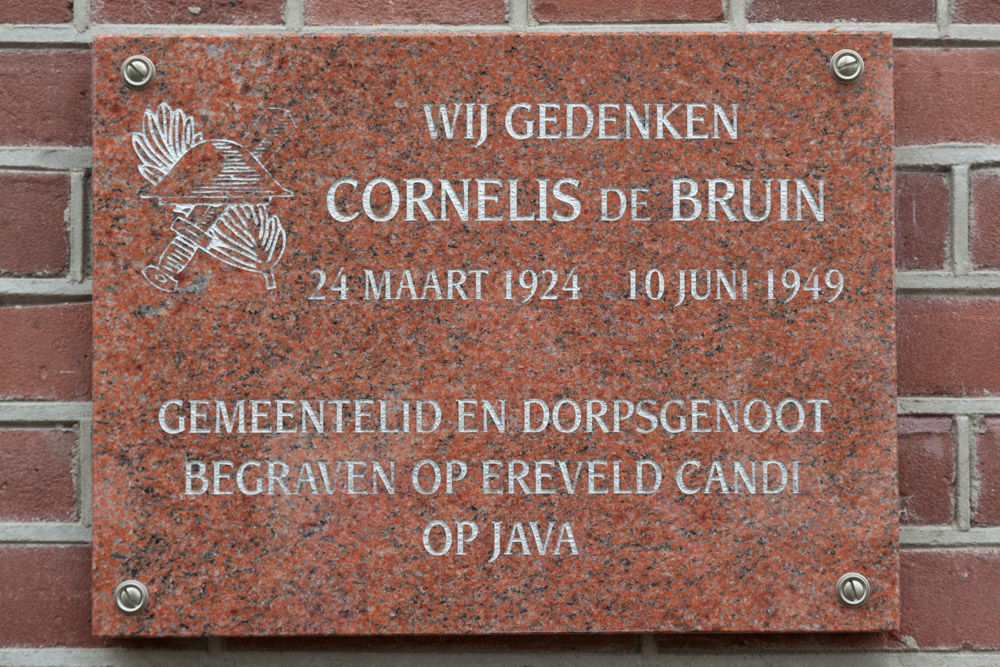 WIJ GEDENKEN
CORNELIS DE BRUIN
24 MAART 1924 10 JUNI 1949
GEMEENTELID EN DORPSGENOOT
BEGRAVEN OP EREVELD CANDI
OP JAVA